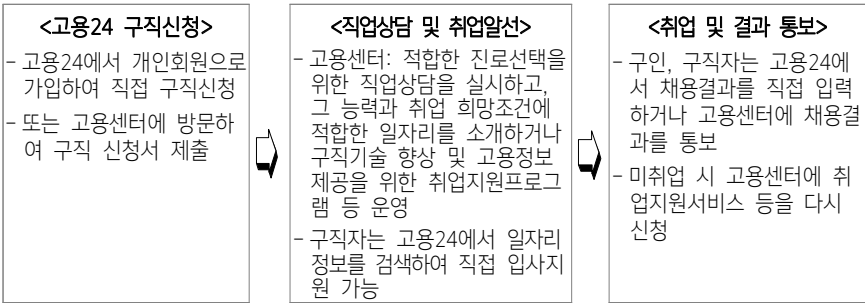 <고용24 구직신청>
- 고용24에서 개인회원으로
가입하여 직접 구직신청
- 또는 고용센터에 방문하
여 구직 신청서 제출
<직업상담 및 취업알선>
- 고용센터: 적합한 진로선택을
위한 직업상담을 실시하고,
그 능력과 취업 희망조건에
적합한 일자리를 소개하거나
구직기술 향상 및 고용정보
제공을 위한 취업지원프로그
램 등 운영
- 구직자는 고용24에서 일자리
정보를 검색하여 직접 입사지
원 가능
<취업 및 결과 통보>
- 구인, 구직자는 고용24에
서 채용결과를 직접 입력
하거나 고용센터에 채용결
과를 통보
- 미취업 시 고용센터에 취
업지원서비스 등을 다시
신청